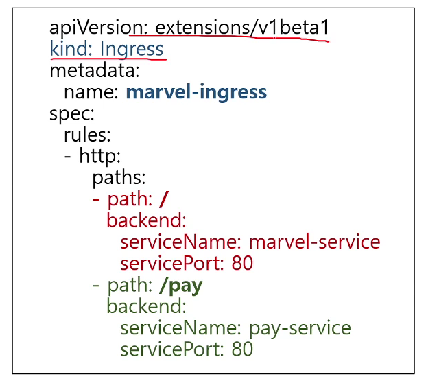 apiVersion: extensions/v1beta1
kind: Ingress
metadata:
  name: marvel-ingress
spec:
  rules:
  - http:
      paths:
      - path: /
        backend:
          serviceName: marvel-service
          servicePort: 80
      - path: /pay
        backend:
          serviceName: pay-service
          servicePort: 80